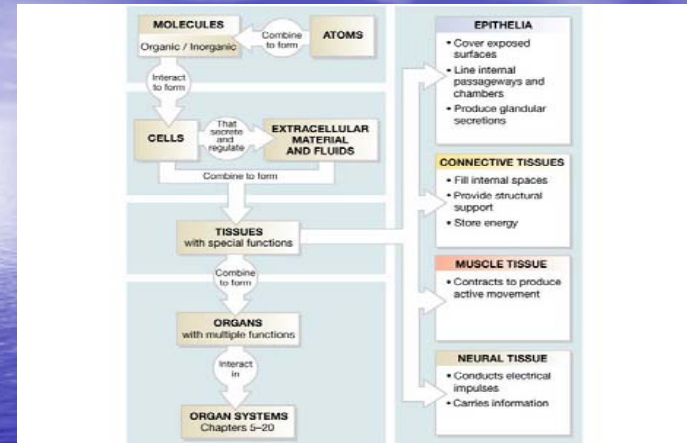 MOLECULES
Organic / Inorganic
Combine
to form
ATOMS
Interact
to form
CELLS
That
secrete
and
regulate
EXTRACELLULAR
MATERIAL
AND FLUIDS
Combine to form
TISSUES
with special functions
Combine
to form
ORGANS
with multiple functions
Interact
in
ORGAN SYSTEMS
Chapters 5–20
EPITHELIA
• Cover exposed
surfaces
• Line internal
passageways and
chambers
• Produce glandular
secretions
CONNECTIVE TISSUES
• Fill internal spaces
• Provide structural
support
• Store energy
MUSCLE TISSUE
• Contracts to produce
active movement
NEURAL TISSUE
• Conducts electrical
impulses
• Carries information